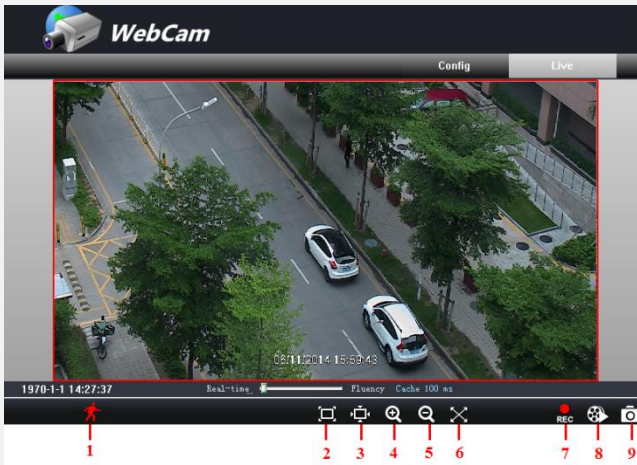 WebCam
Config Live
06/11/2014 15:59:43
1970-1-1 14:27:37 Real-time Fluency Cache 100 ms
REC
1 2 3 4 5 6 7 8 9